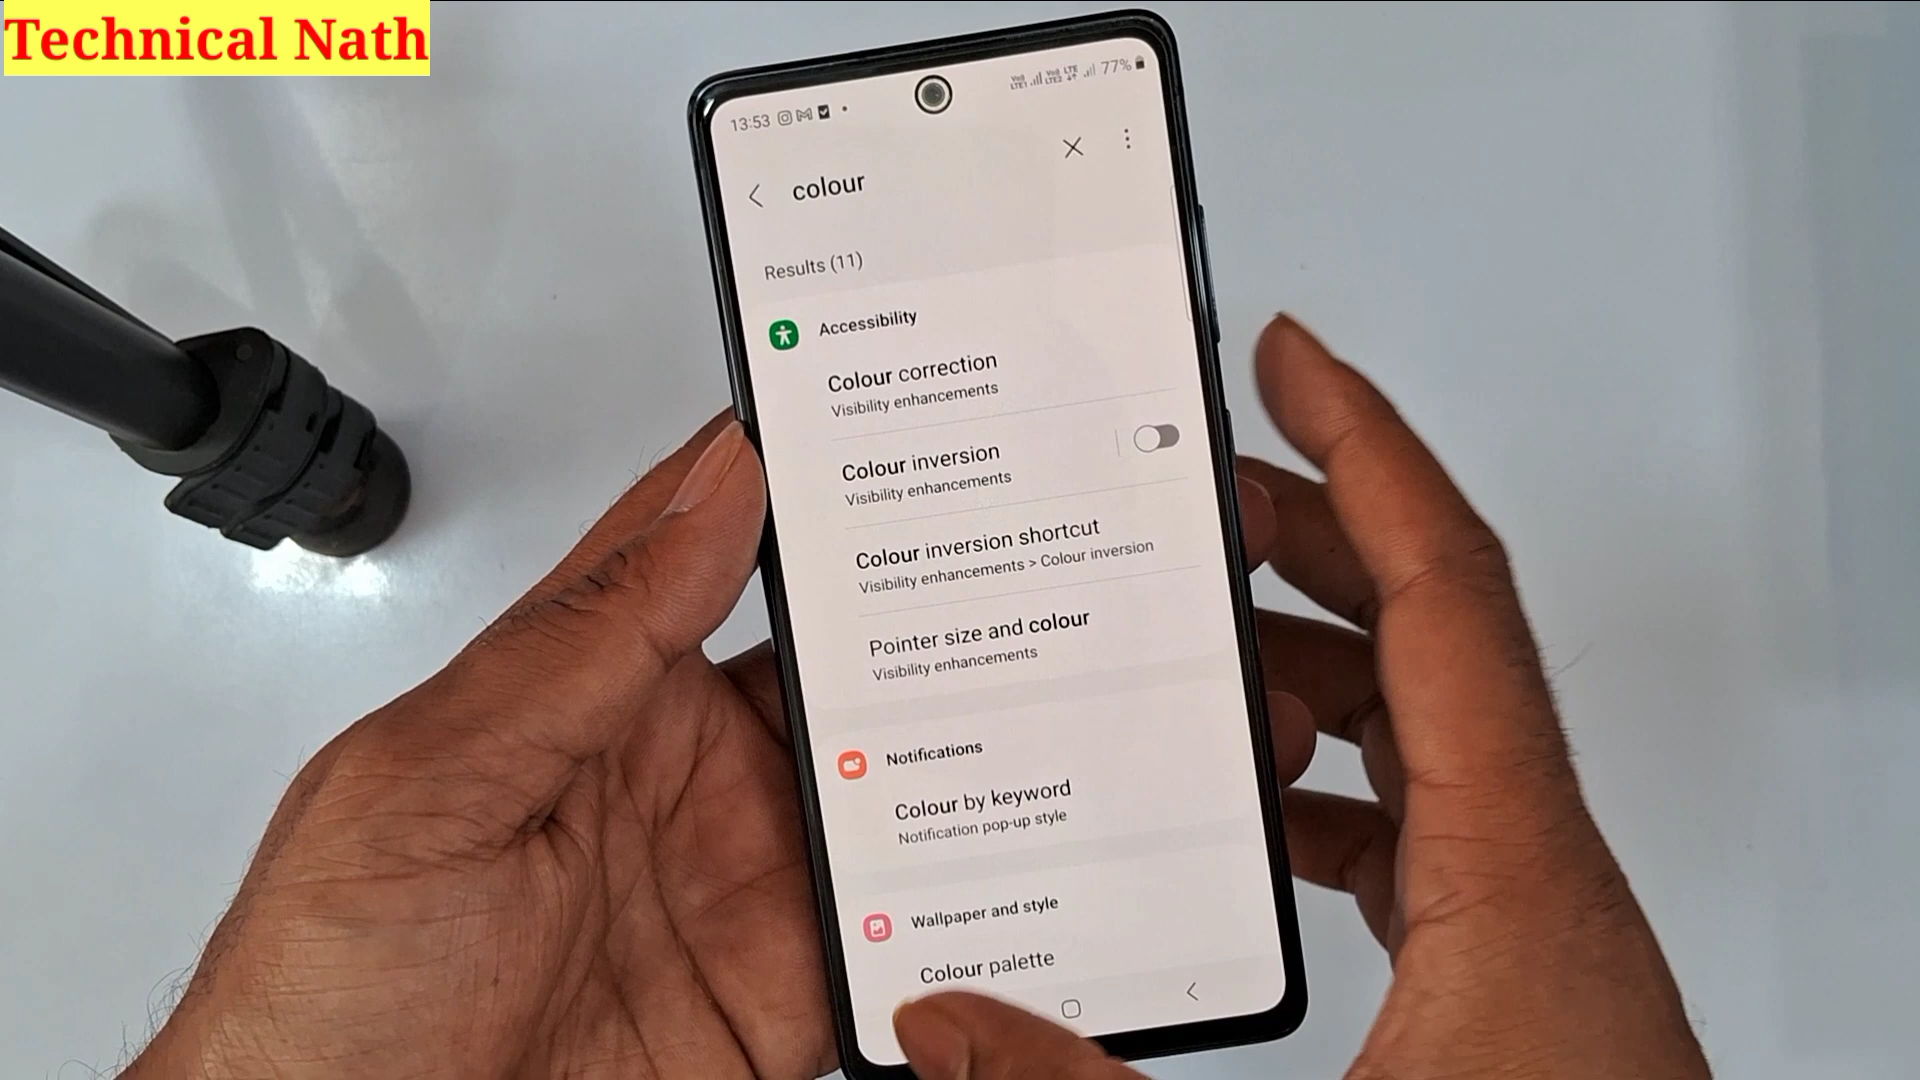 Technical Nath
13:53
77%
colour
Results (11)
Accessibility
Colour correction
Visibility enhancements
Colour inversion
Visibility enhancements
Colour inversion shortcut
Visibility enhancements > Colour inversion
Pointer size and colour
Visibility enhancements
Notifications
Colour by keyword
Notification pop-up style
Wallpaper and style
Colour palette